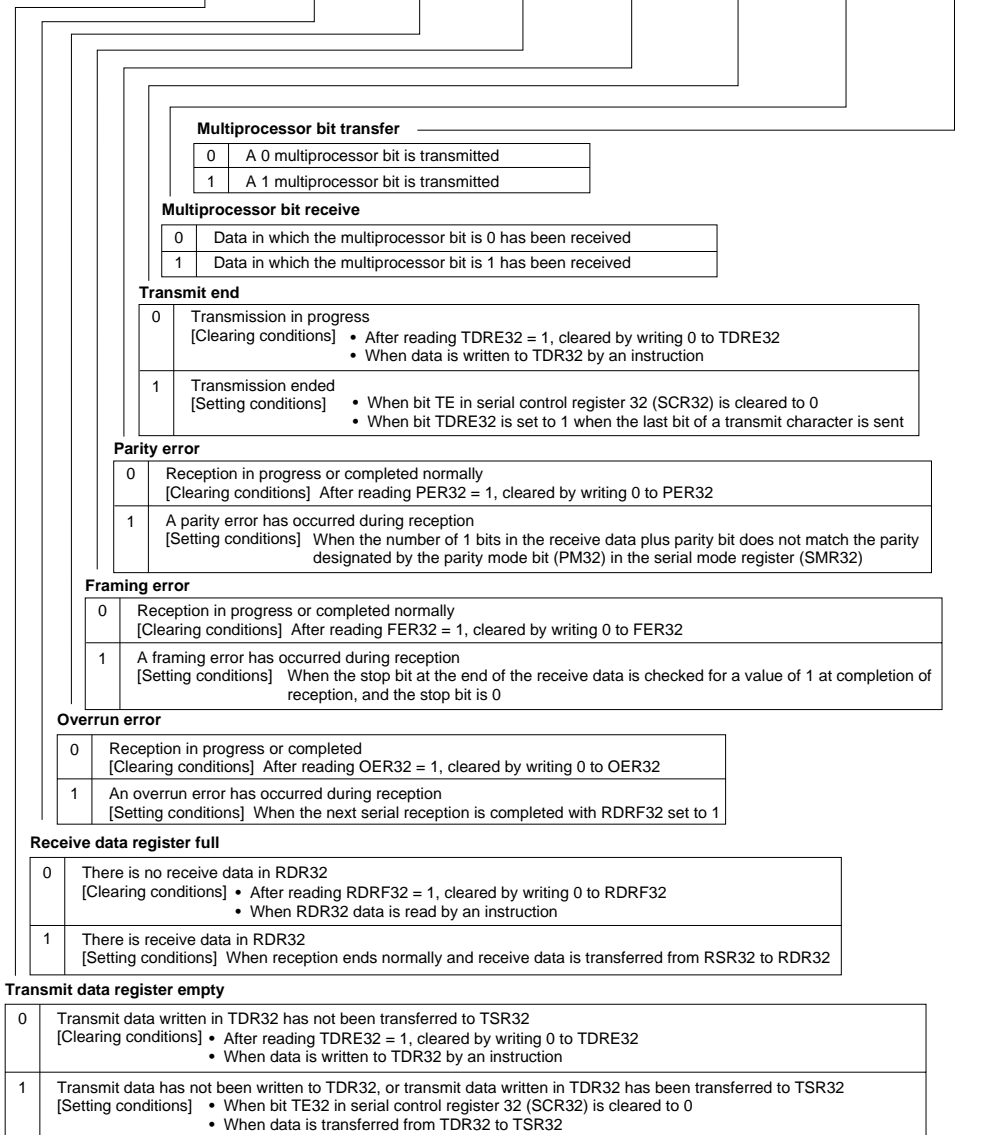 Multiprocessor bit transfer
0 A 0 multiprocessor bit is transmitted
1 A 1 multiprocessor bit is transmitted
Multiprocessor bit receive
0 Data in which the multiprocessor bit is 0 has been received
1 Data in which the multiprocessor bit is 1 has been received
Transmit end
0 Transmission in progress
[Clearing conditions] • After reading TDRE32 = 1, cleared by writing 0 to TDRE32
• When data is written to TDR32 by an instruction
1 Transmission ended
[Setting conditions] • When bit TE in serial control register 32 (SCR32) is cleared to 0
• When bit TDRE32 is set to 1 when the last bit of a transmit character is sent
Parity error
0 Reception in progress or completed normally
[Clearing conditions] After reading PER32 = 1, cleared by writing 0 to PER32
1 A parity error has occurred during reception
[Setting conditions] When the number of 1 bits in the receive data plus parity bit does not match the parity
designated by the parity mode bit (PM32) in the serial mode register (SMR32)
Framing error
0 Reception in progress or completed normally
[Clearing conditions] After reading FER32 = 1, cleared by writing 0 to FER32
1 A framing error has occurred during reception
[Setting conditions] When the stop bit at the end of the receive data is checked for a value of 1 at completion of
reception, and the stop bit is 0
Overrun error
0 Reception in progress or completed
[Clearing conditions] After reading OER32 = 1, cleared by writing 0 to OER32
1 An overrun error has occurred during reception
[Setting conditions] When the next serial reception is completed with RDRF32 set to 1
Receive data register full
0 There is no receive data in RDR32
[Clearing conditions] • After reading RDRF32 = 1, cleared by writing 0 to RDRF32
• When RDR32 data is read by an instruction
1 There is receive data in RDR32
[Setting conditions] When reception ends normally and receive data is transferred from RSR32 to RDR32
Transmit data register empty
0 Transmit data written in TDR32 has not been transferred to TSR32
[Clearing conditions] • After reading TDRE32 = 1, cleared by writing 0 to TDRE32
• When data is written to TDR32 by an instruction
1 Transmit data has not been written to TDR32, or transmit data written in TDR32 has been transferred to TSR32
[Setting conditions] • When bit TE32 in serial control register 32 (SCR32) is cleared to 0
• When data is transferred from TDR32 to TSR32